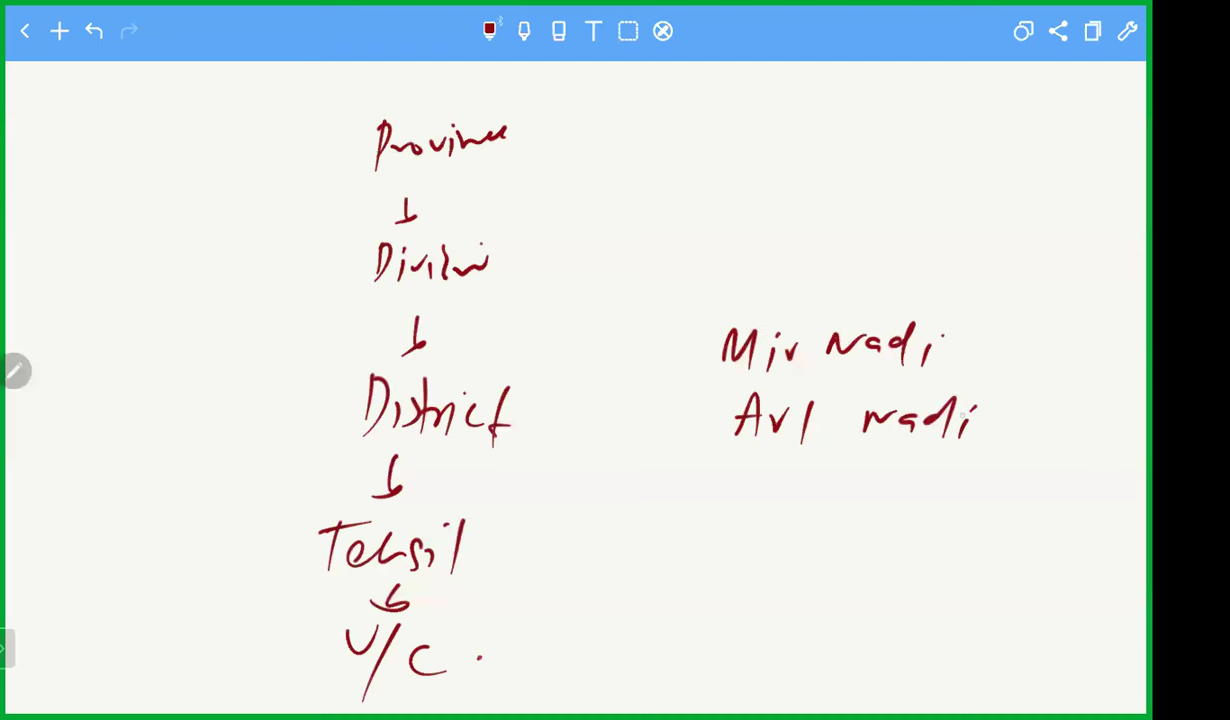 Province
Division
District
Tehsil
U/C
Mir Nadi
Avl nadi